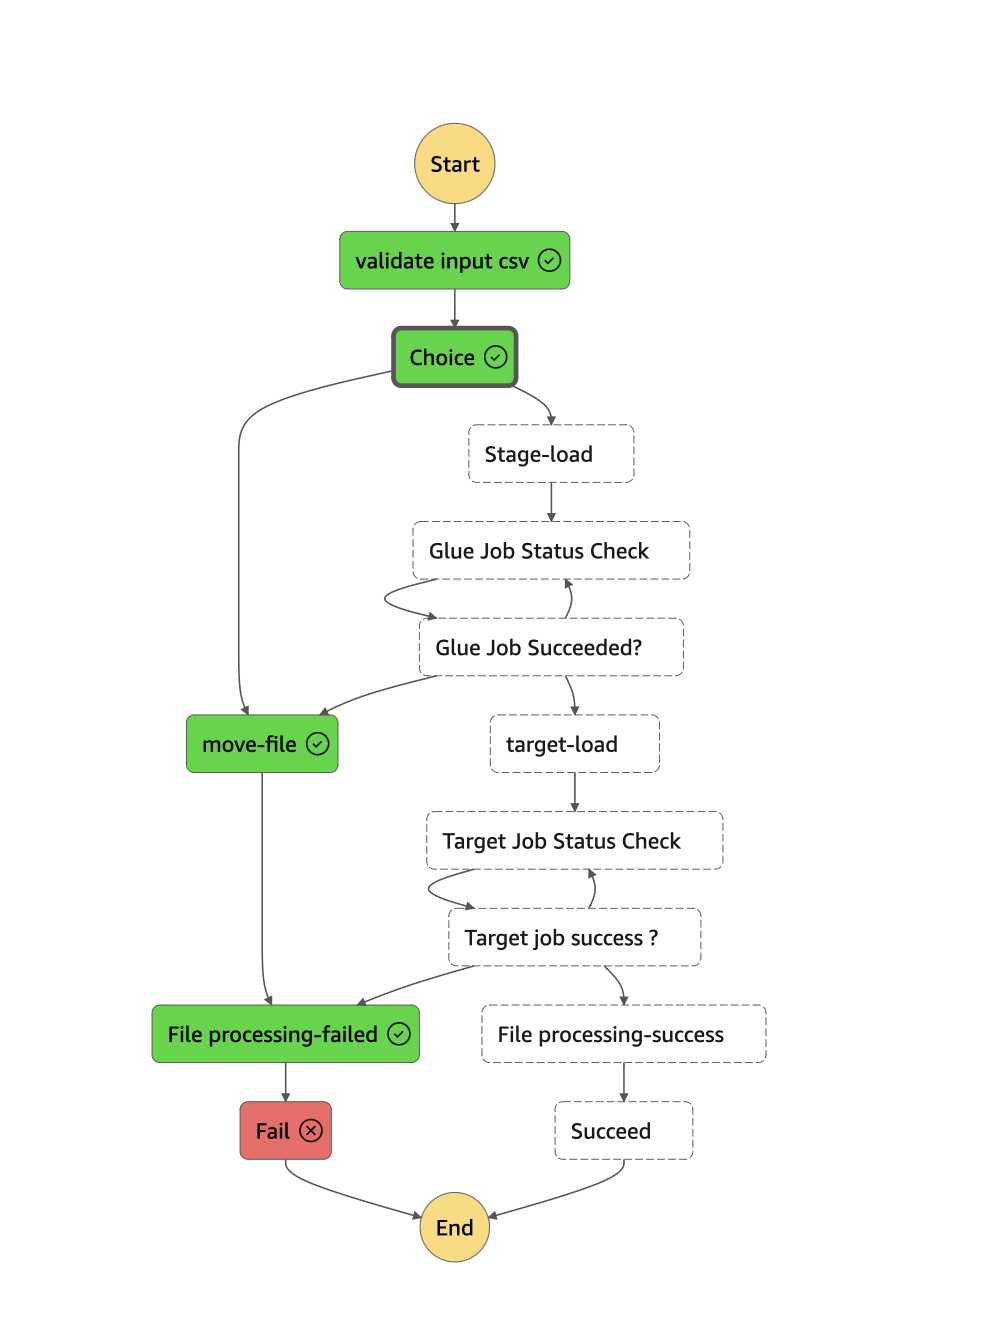 Start
validate input csv
Choice
Stage-load
Glue Job Status Check
Glue Job Succeeded?
move-file
target-load
Target Job Status Check
Target job success ?
File processing-failed
File processing-success
Fail
Succeed
End